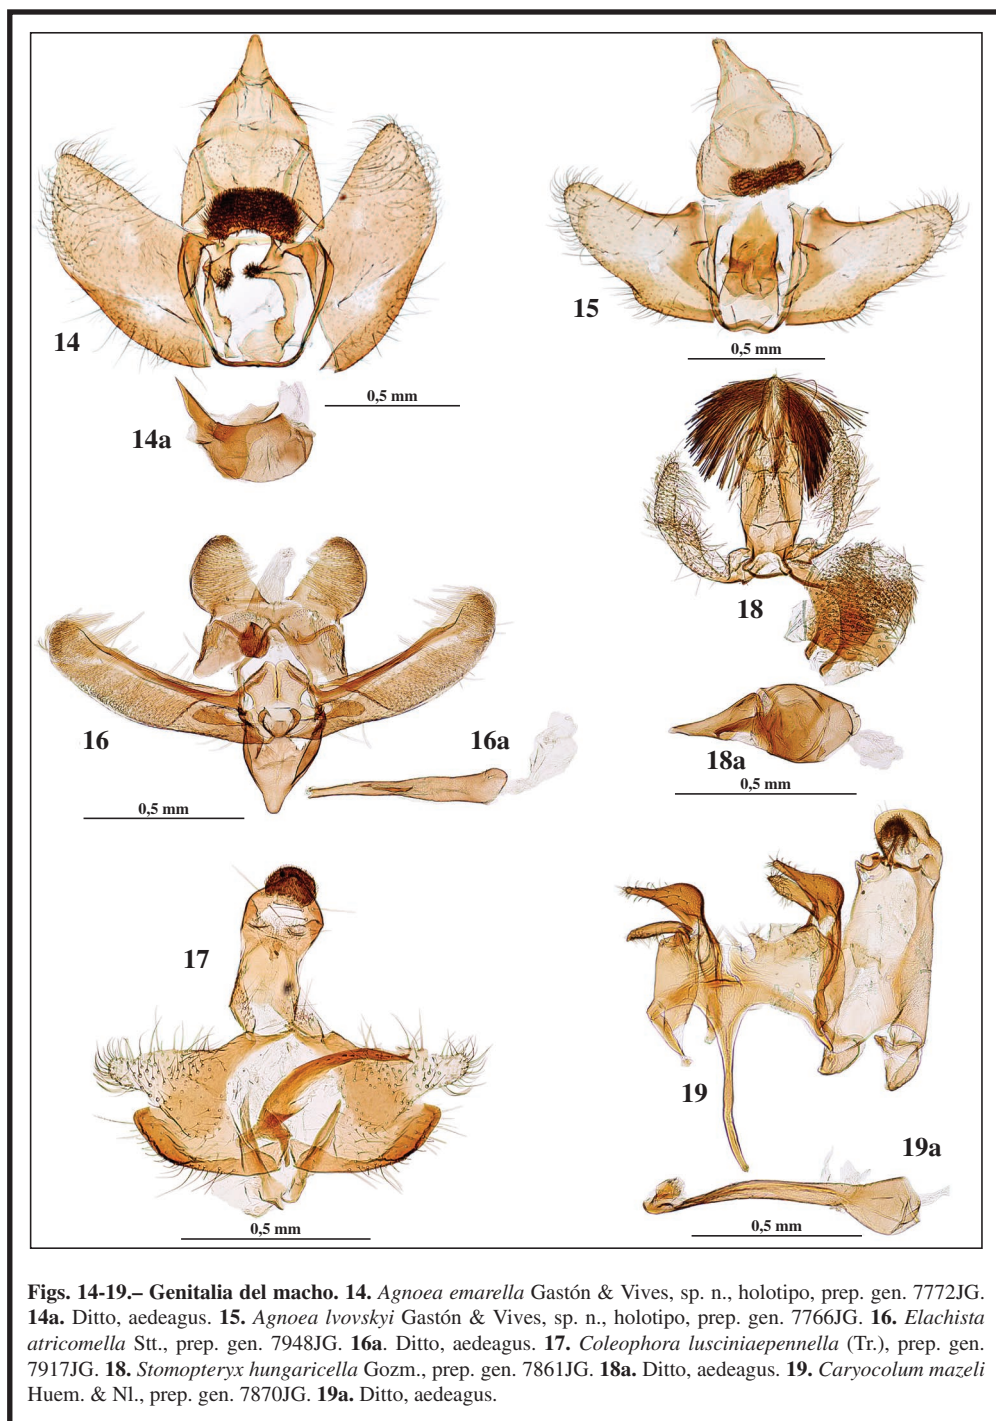 14
15
0,5 mm
0,5 mm
14a
18
16
16a
18a
0,5 mm
0,5 mm
17
19
19a
0,5 mm
0,5 mm
Figs. 14-19.– Genitalia del macho. 14. Agnoea emarella Gastón & Vives, sp. n., holotipo, prep. gen. 7772JG.
14a. Ditto, aedeagus. 15. Agnoea lvovskyi Gastón & Vives, sp. n., holotipo, prep. gen. 7766JG. 16. Elachista
atricomella Stt., prep. gen. 7948JG. 16a. Ditto, aedeagus. 17. Coleophora lusciniaepennella (Tr.), prep. gen.
7917JG. 18. Stomopteryx hungaricella Gozm., prep. gen. 7861JG. 18a. Ditto, aedeagus. 19. Caryocolum mazeli
Huem. & Nl., prep. gen. 7870JG. 19a. Ditto, aedeagus.